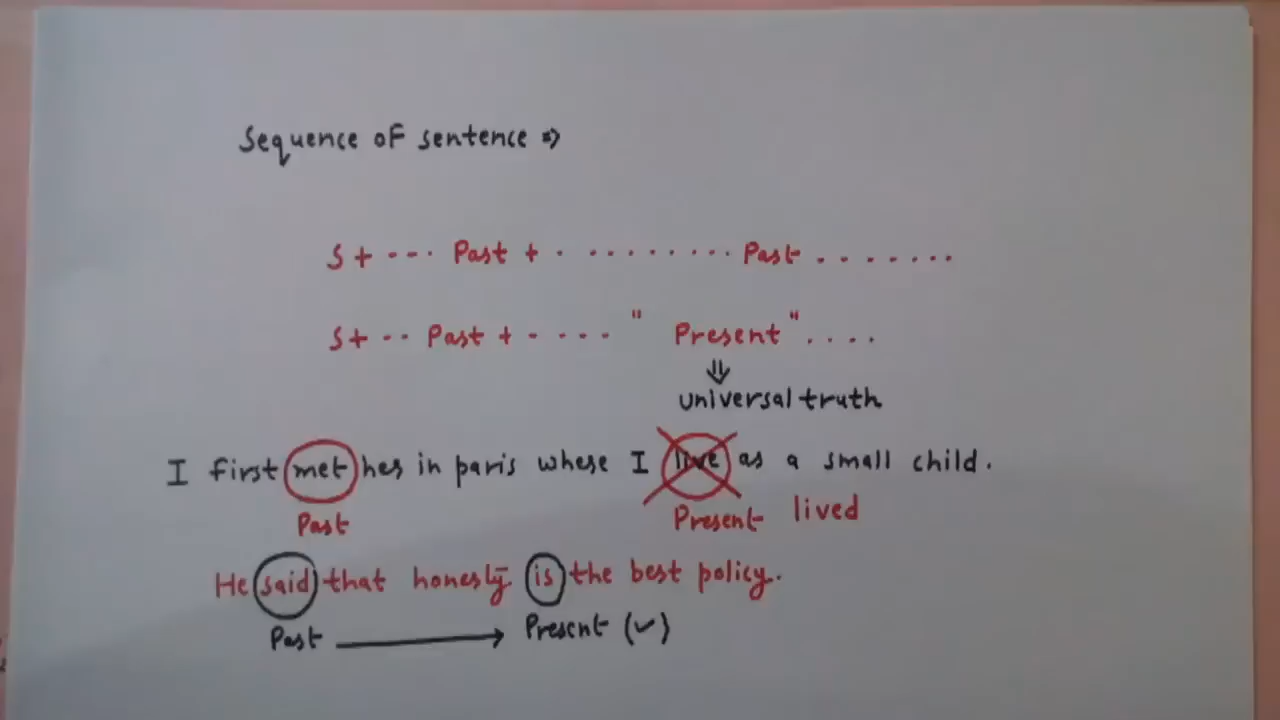 Sequence of sentence ⇒
S + --- Past + . ......... Past . .......
S + -- Past + - - - - " Present " . . . .
⇓
universal truth
I first met hes in paris where I live as a small child .
Past Present lived
He said that honesty is the best policy.
Past → Present (✓)